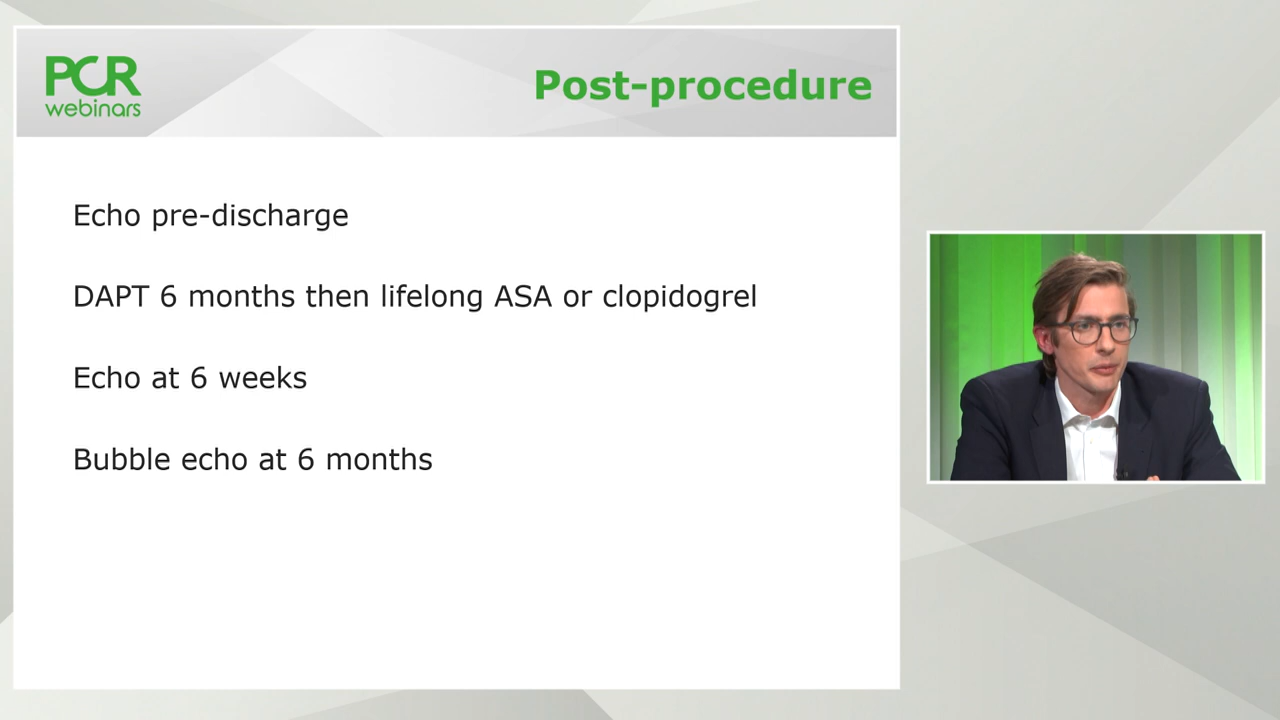 PCR
webinars
Post-procedure
Echo pre-discharge
DAPT 6 months then lifelong ASA or clopidogrel
Echo at 6 weeks
Bubble echo at 6 months